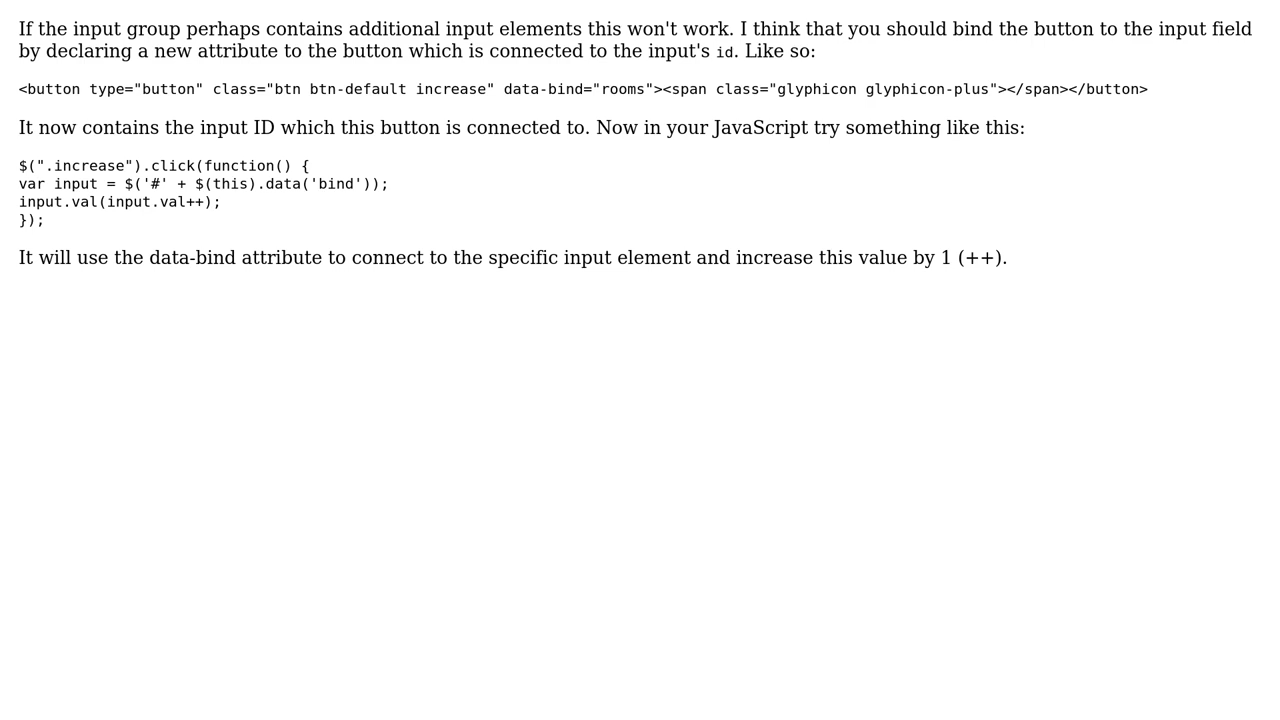 If the input group perhaps contains additional input elements this won't work. I think that you should bind the button to the input field
by declaring a new attribute to the button which is connected to the input's id. Like so:
<button type="button" class="btn btn-default increase" data-bind="rooms"><span class="glyphicon glyphicon-plus"></span></button>
It now contains the input ID which this button is connected to. Now in your JavaScript try something like this:
$(".increase").click(function() {
var input = $('#' + $(this).data('bind'));
input.val(input.val++);
});
It will use the data-bind attribute to connect to the specific input element and increase this value by 1 (++).